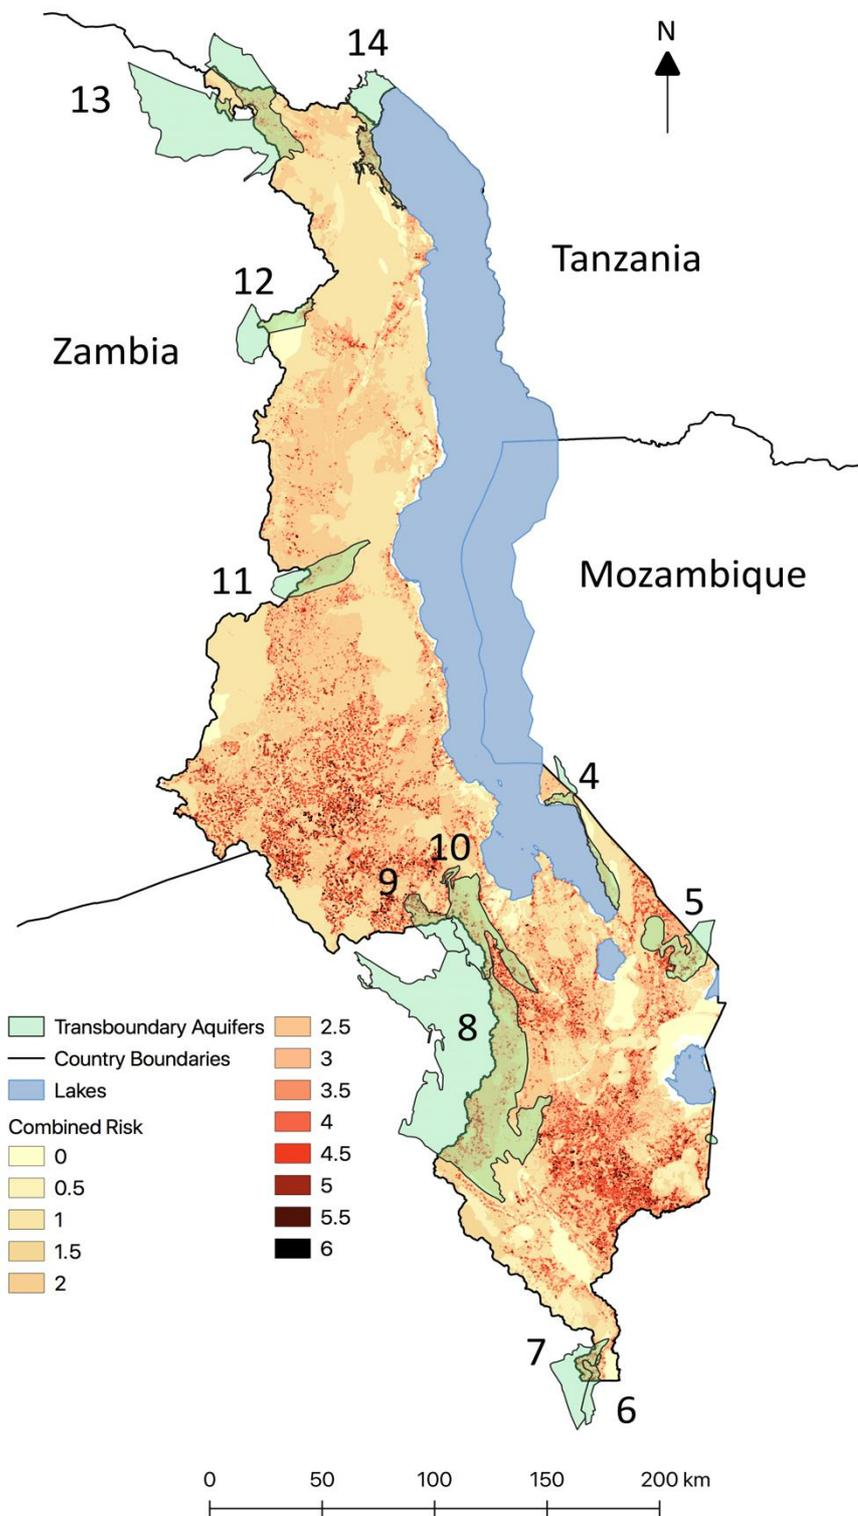 14
N
13
Tanzania
12
Zambia
11
Mozambique
4
10
9
5
8
Transboundary Aquifers
Country Boundaries
Lakes
Combined Risk
0
0.5
1
1.5
2
2.5
3
3.5
4
4.5
5
5.5
6
7
6
0 50 100 150 200 km